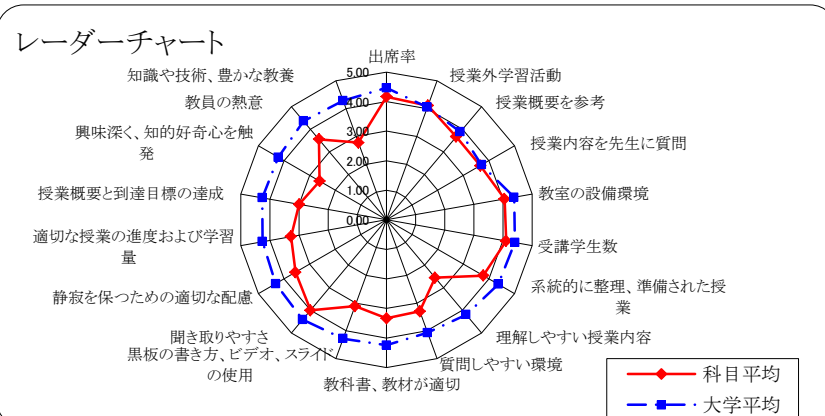 レーダーチャート
出席率
授業外学習活動
授業概要を参考
授業内容を先生に質問
教室の設備環境
受講学生数
系統的に整理、準備された授
業
理解しやすい授業内容
質問しやすい環境
教科書、教材が適切
黒板の書き方、ビデオ、スライド
の使用
聞き取りやすさ
静寂を保つための適切な配慮
適切な授業の進度および学習
量
授業概要と到達目標の達成
興味深く、知的好奇心を触
発
教員の熱意
知識や技術、豊かな教養
5.00
4.00
3.00
2.00
1.00
0.00
科目平均
大学平均